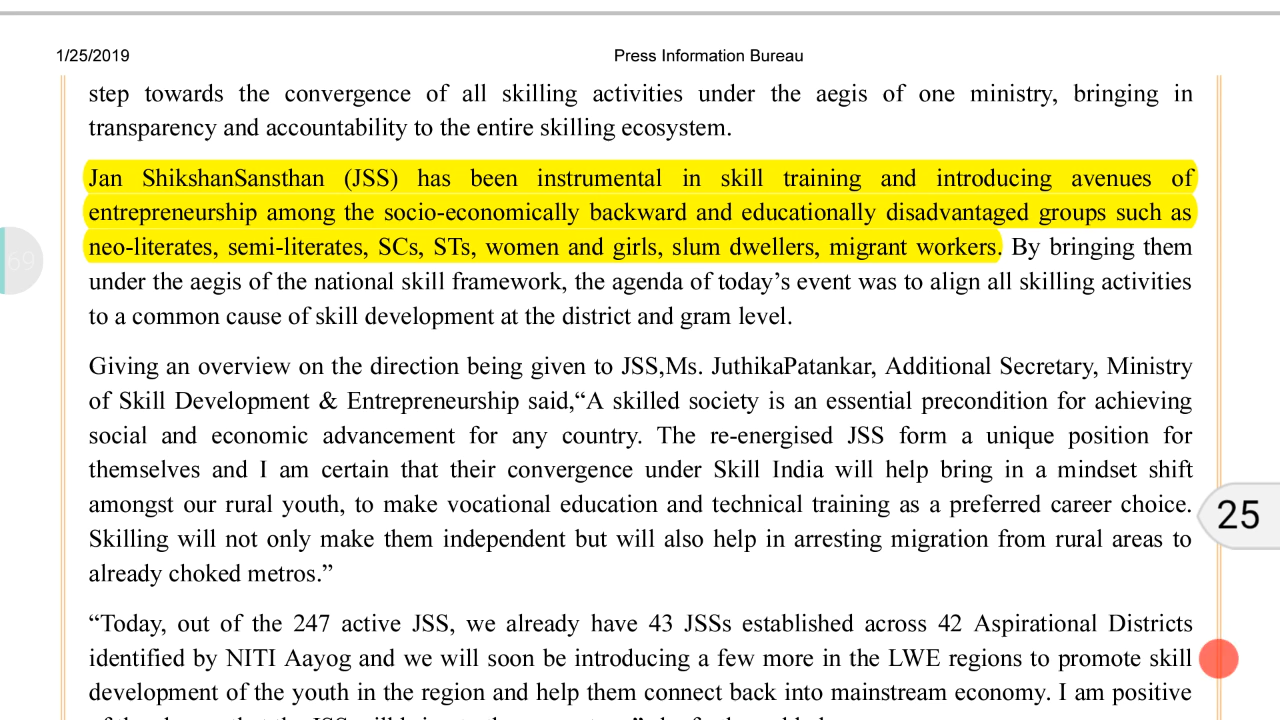 1/25/2019 Press Information Bureau
step towards the convergence of all skilling activities under the aegis of one ministry, bringing in
transparency and accountability to the entire skilling ecosystem.
Jan ShikshanSansthan (JSS) has been instrumental in skill training and introducing avenues of
entrepreneurship among the socio-economically backward and educationally disadvantaged groups such as
neo-literates, semi-literates, SCs, STs, women and girls, slum dwellers, migrant workers. By bringing them
69
under the aegis of the national skill framework, the agenda of today’s event was to align all skilling activities
to a common cause of skill development at the district and gram level.
Giving an overview on the direction being given to JSS,Ms. JuthikaPatankar, Additional Secretary, Ministry
of Skill Development & Entrepreneurship said,“A skilled society is an essential precondition for achieving
social and economic advancement for any country. The re-energised JSS form a unique position for
themselves and I am certain that their convergence under Skill India will help bring in a mindset shift
amongst our rural youth, to make vocational education and technical training as a preferred career choice.
25
Skilling will not only make them independent but will also help in arresting migration from rural areas to
already choked metros.”
“Today, out of the 247 active JSS, we already have 43 JSSs established across 42 Aspirational Districts
identified by NITI Aayog and we will soon be introducing a few more in the LWE regions to promote skill
development of the youth in the region and help them connect back into mainstream economy. I am positive